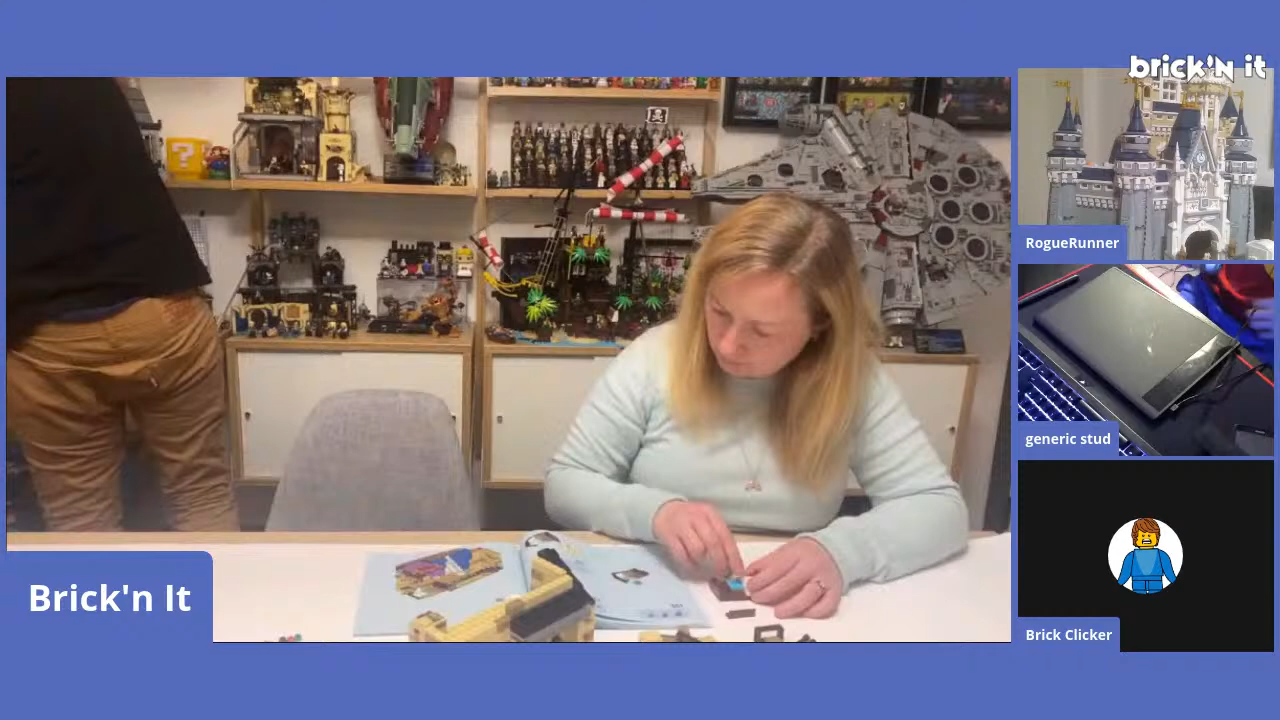 brick'n it
RogueRunner
generic stud
Brick'n It
Brick Clicker
?